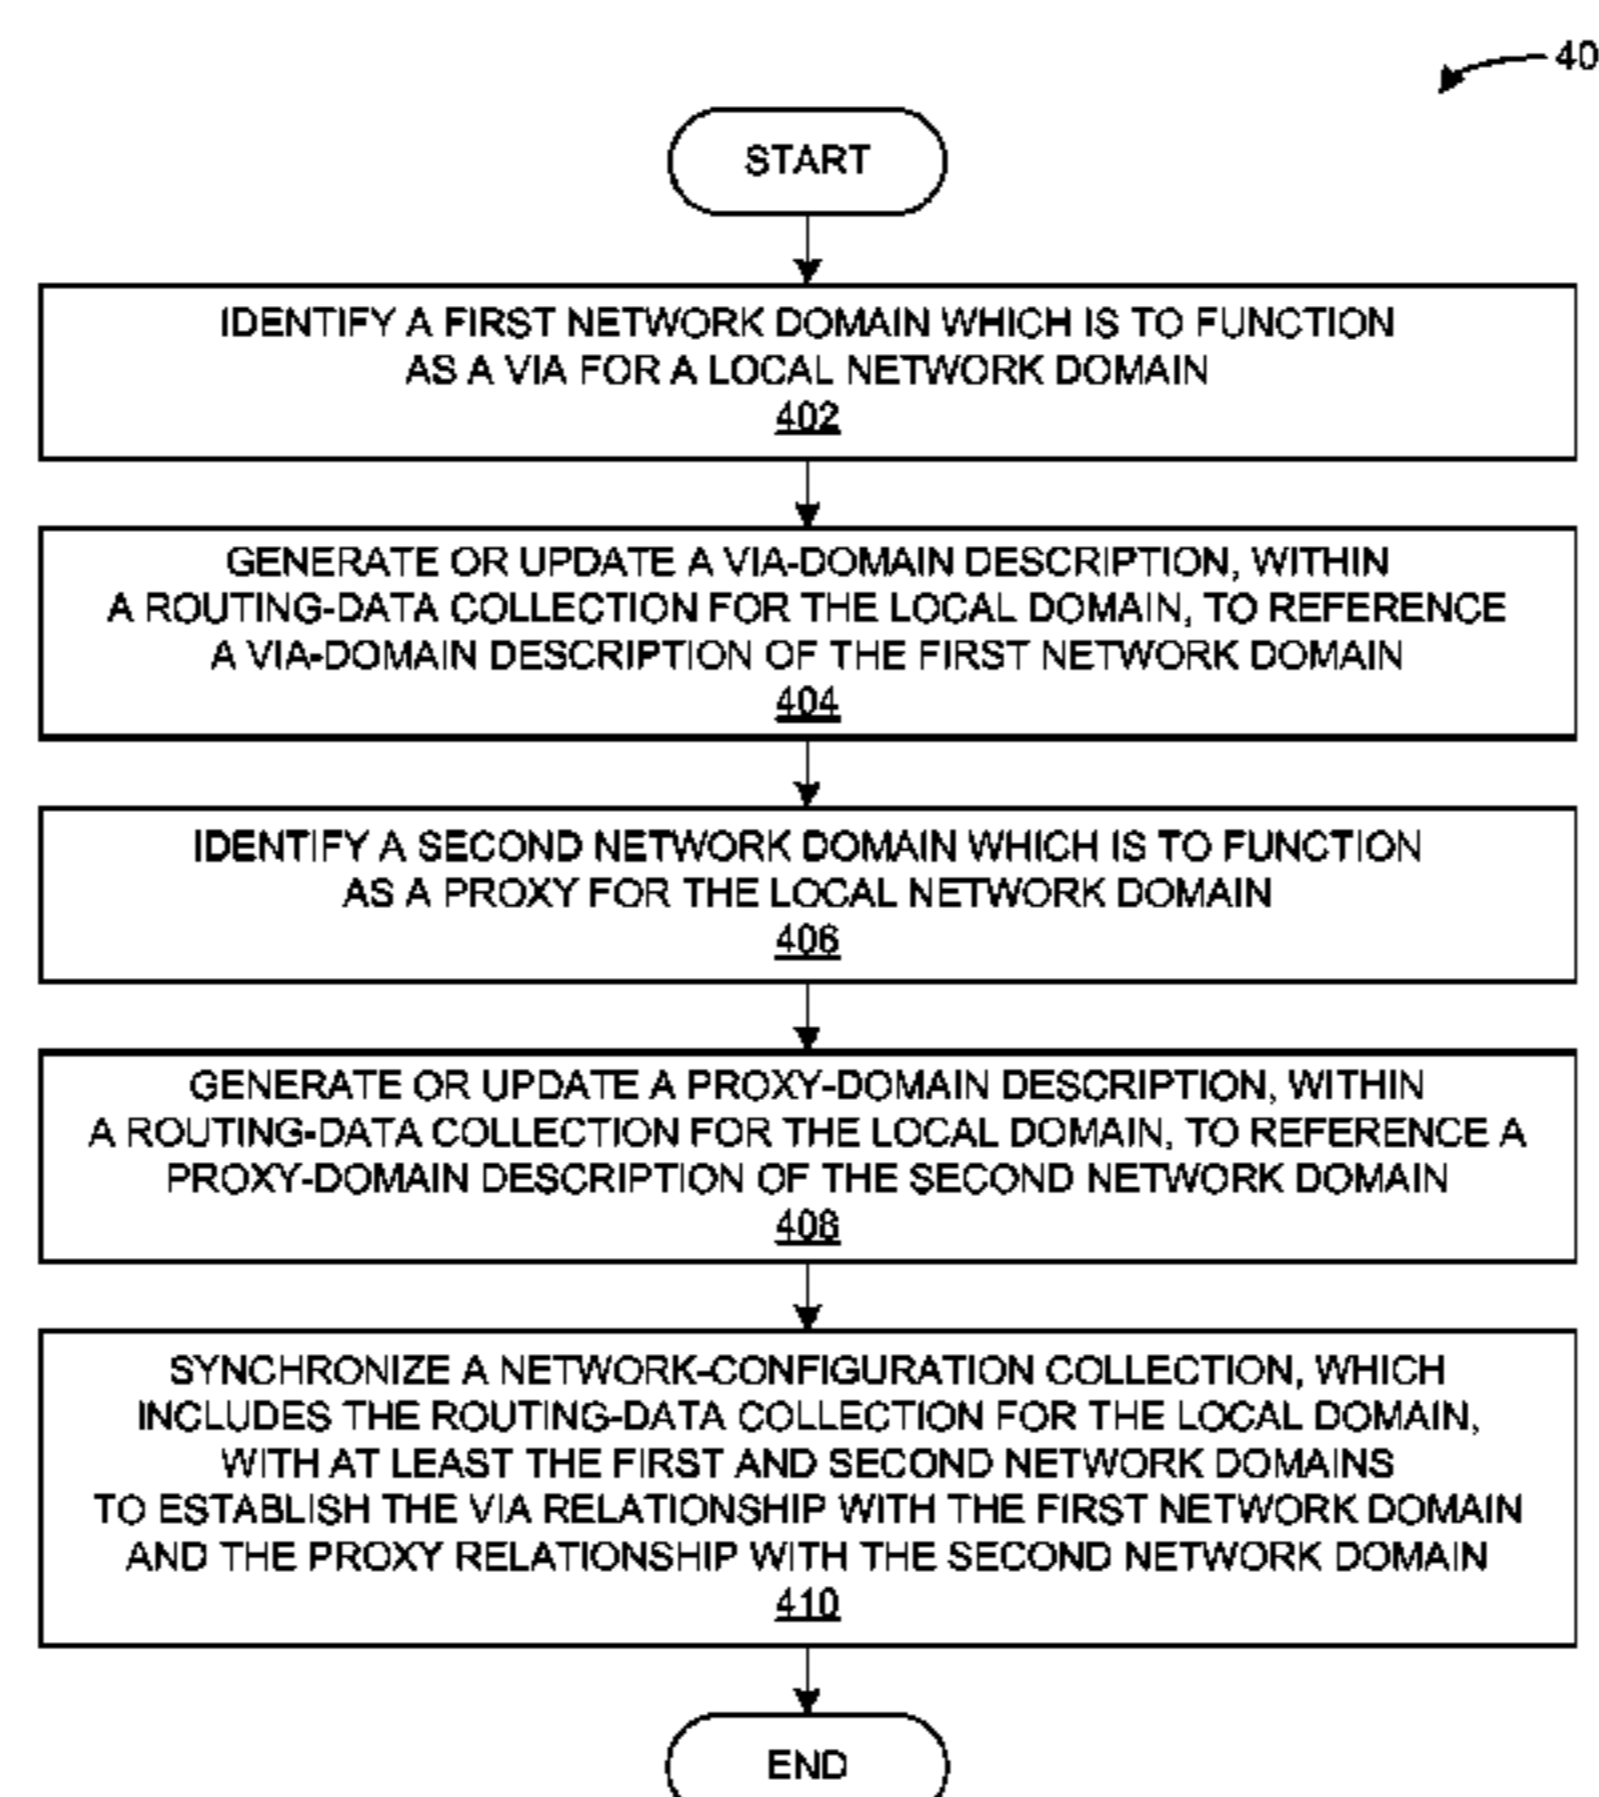 40
START
IDENTIFY A FIRST NETWORK DOMAIN WHICH IS TO FUNCTION
AS A VIA FOR A LOCAL NETWORK DOMAIN
402
GENERATE OR UPDATE A VIA-DOMAIN DESCRIPTION, WITHIN
A ROUTING-DATA COLLECTION FOR THE LOCAL DOMAIN, TO REFERENCE
A VIA-DOMAIN DESCRIPTION OF THE FIRST NETWORK DOMAIN
404
IDENTIFY A SECOND NETWORK DOMAIN WHICH IS TO FUNCTION
AS A PROXY FOR THE LOCAL NETWORK DOMAIN
406
GENERATE OR UPDATE A PROXY-DOMAIN DESCRIPTION, WITHIN
A ROUTING-DATA COLLECTION FOR THE LOCAL DOMAIN, TO REFERENCE A
PROXY-DOMAIN DESCRIPTION OF THE SECOND NETWORK DOMAIN
408
SYNCHRONIZE A NETWORK-CONFIGURATION COLLECTION, WHICH
INCLUDES THE ROUTING-DATA COLLECTION FOR THE LOCAL DOMAIN,
WITH AT LEAST THE FIRST AND SECOND NETWORK DOMAINS
TO ESTABLISH THE VIA RELATIONSHIP WITH THE FIRST NETWORK DOMAIN
AND THE PROXY RELATIONSHIP WITH THE SECOND NETWORK DOMAIN
410
END